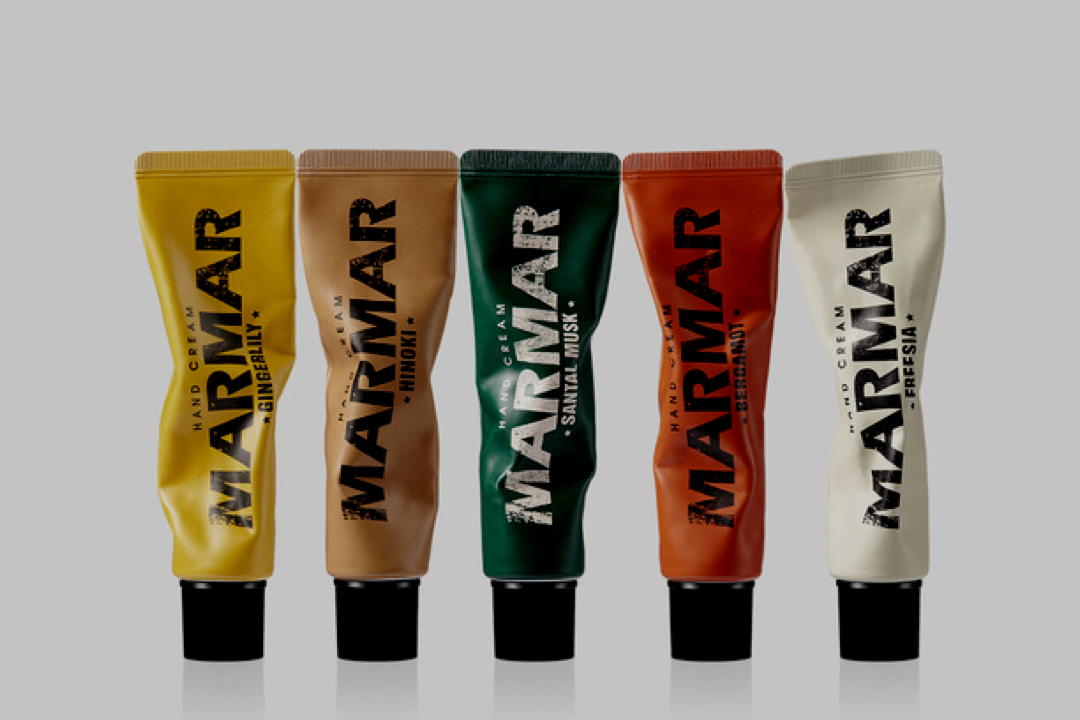 HAND CREAM
MARMAR
★ GINGERLILY ★
HAND CREAM
MARMAR
★ HINOKI ★
HAND CREAM
MARMAR
★ SANTAL MUSK ★
HAND CREAM
MARMAR
★ BERGAMOT ★
HAND CREAM
MARMAR
★ FREESIA ★